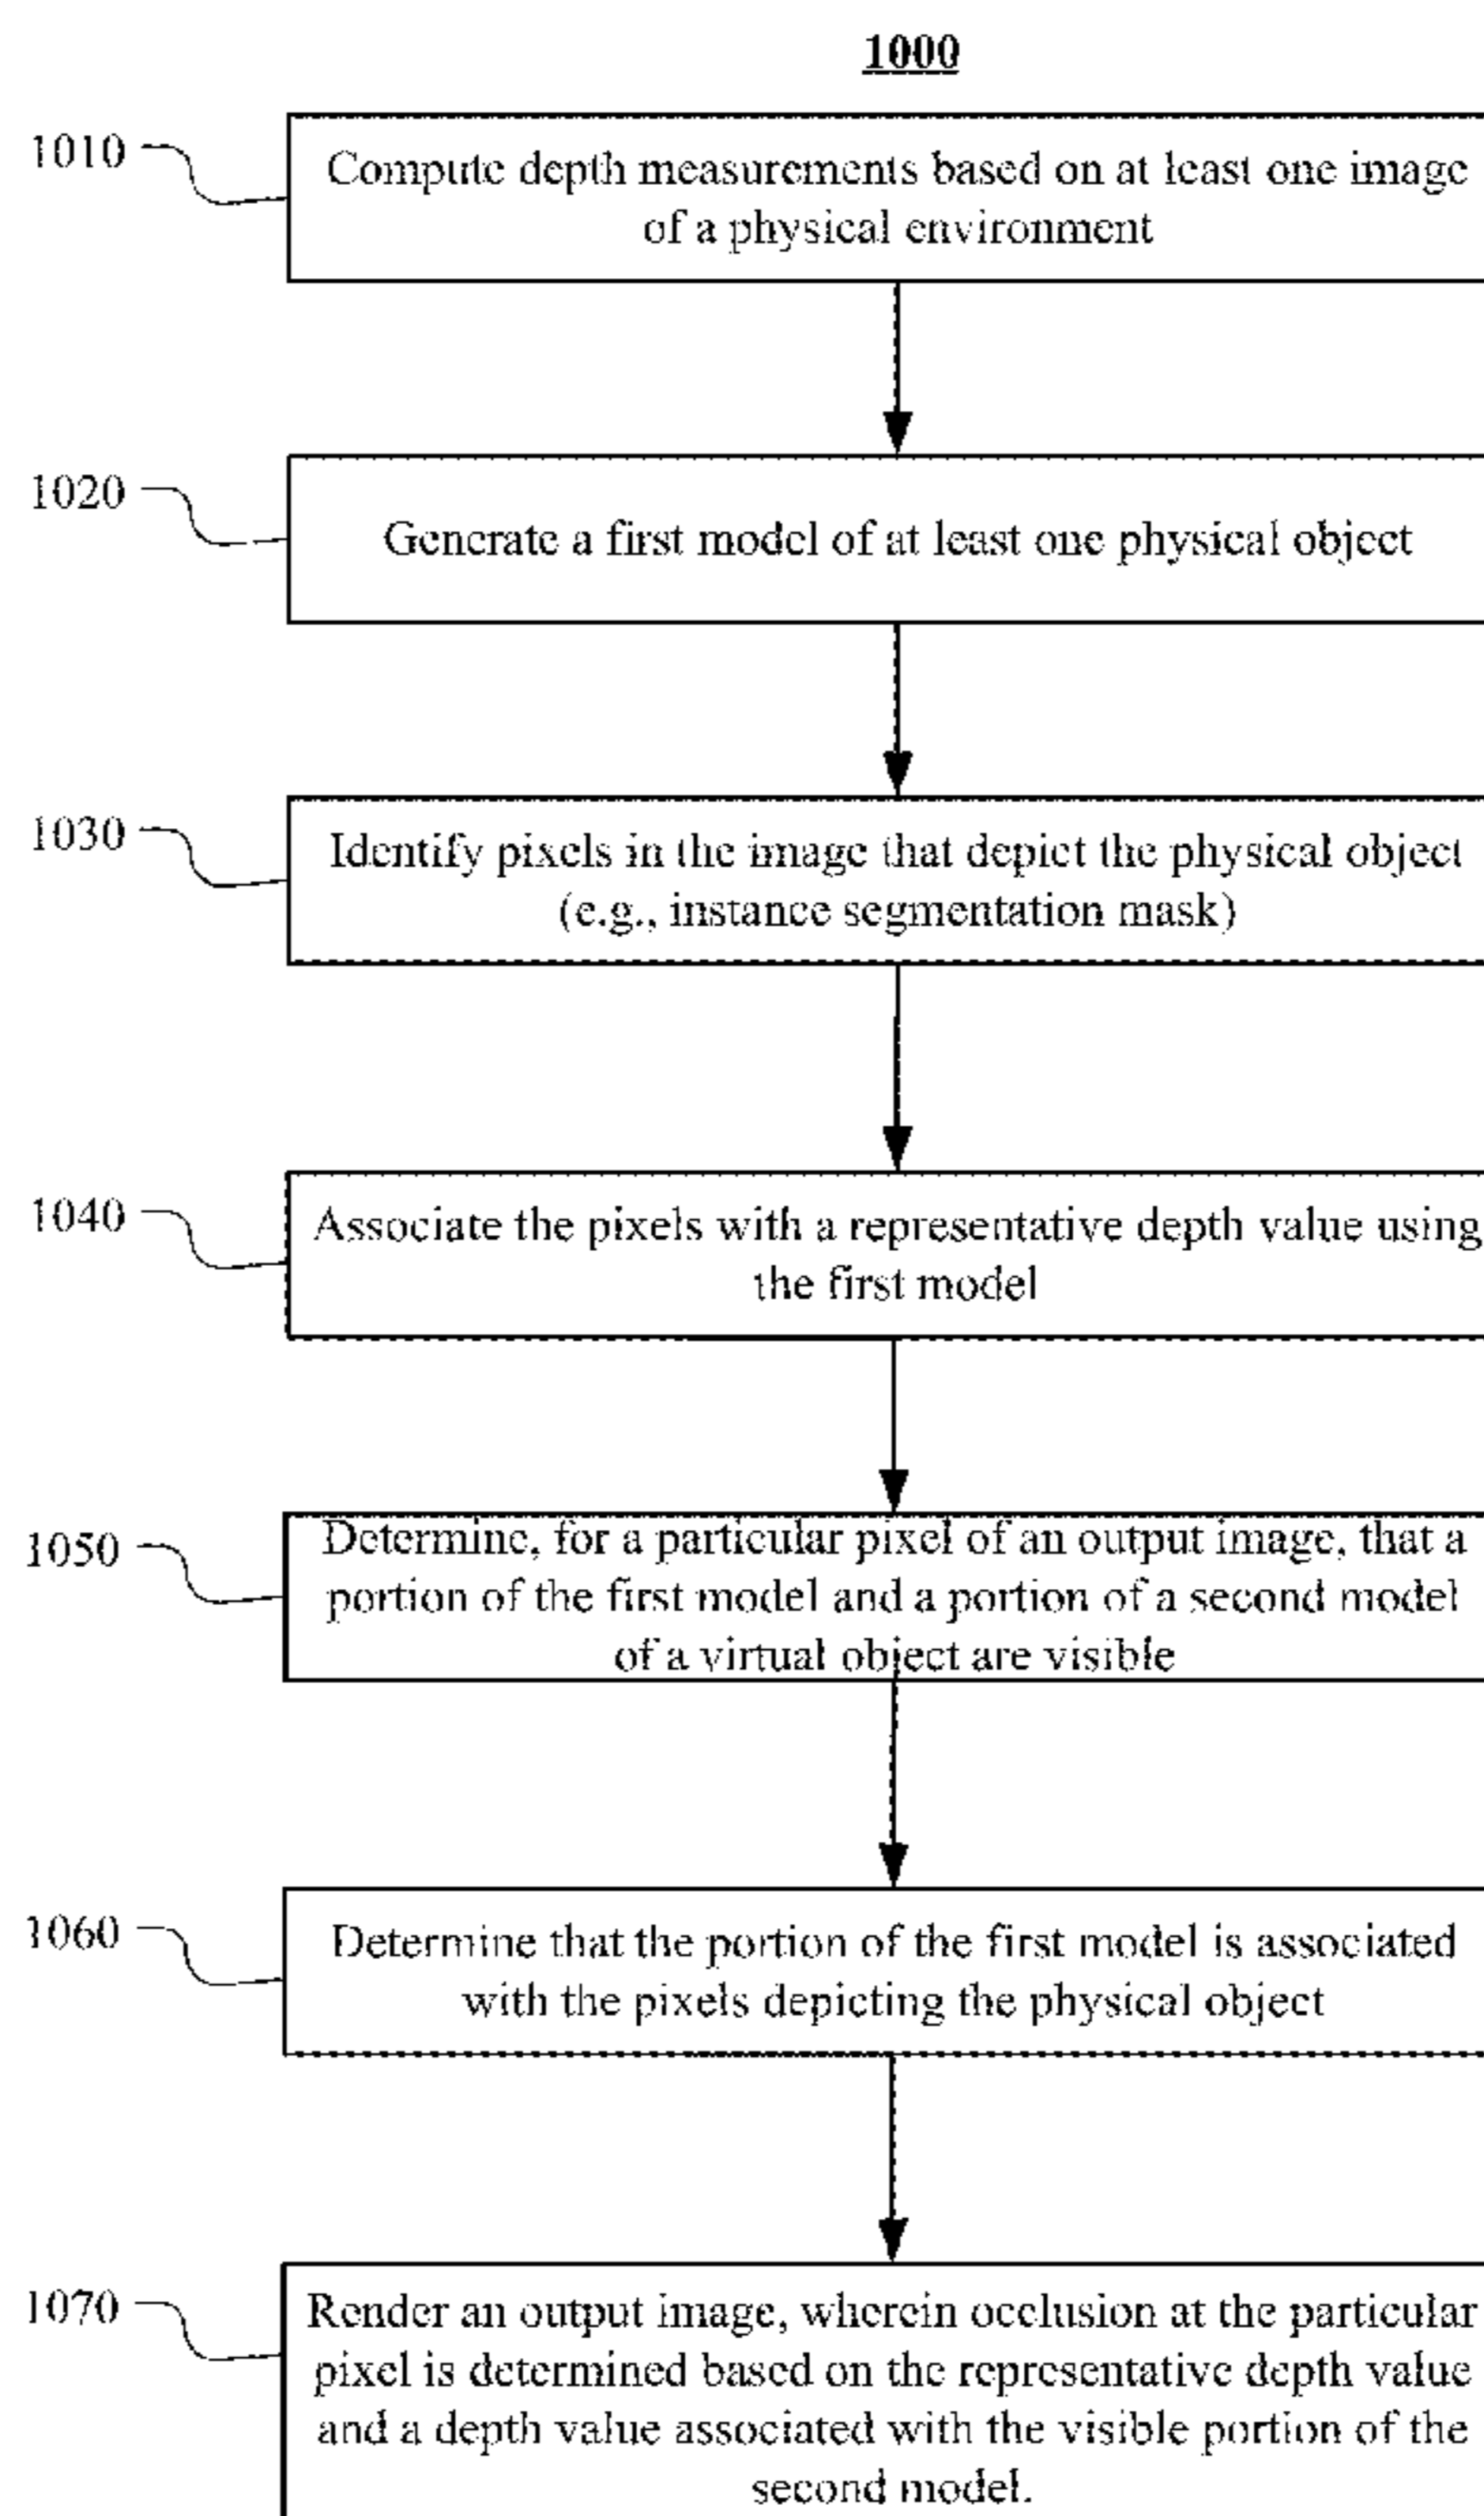 1000
1010
Compute depth measurements based on at least one image
of a physical environment
1020
Generate a first model of at least one physical object
1030
Identify pixels in the image that depict the physical object
(e.g., instance segmentation mask)
1040
Associate the pixels with a representative depth value using
the first model
1050
Determine, for a particular pixel of an output image, that a
portion of the first model and a portion of a second model
of a virtual object are visible
1060
Determine that the portion of the first model is associated
with the pixels depicting the physical object
1070
Render an output image, wherein occlusion at the particular
pixel is determined based on the representative depth value
and a depth value associated with the visible portion of the
second model.